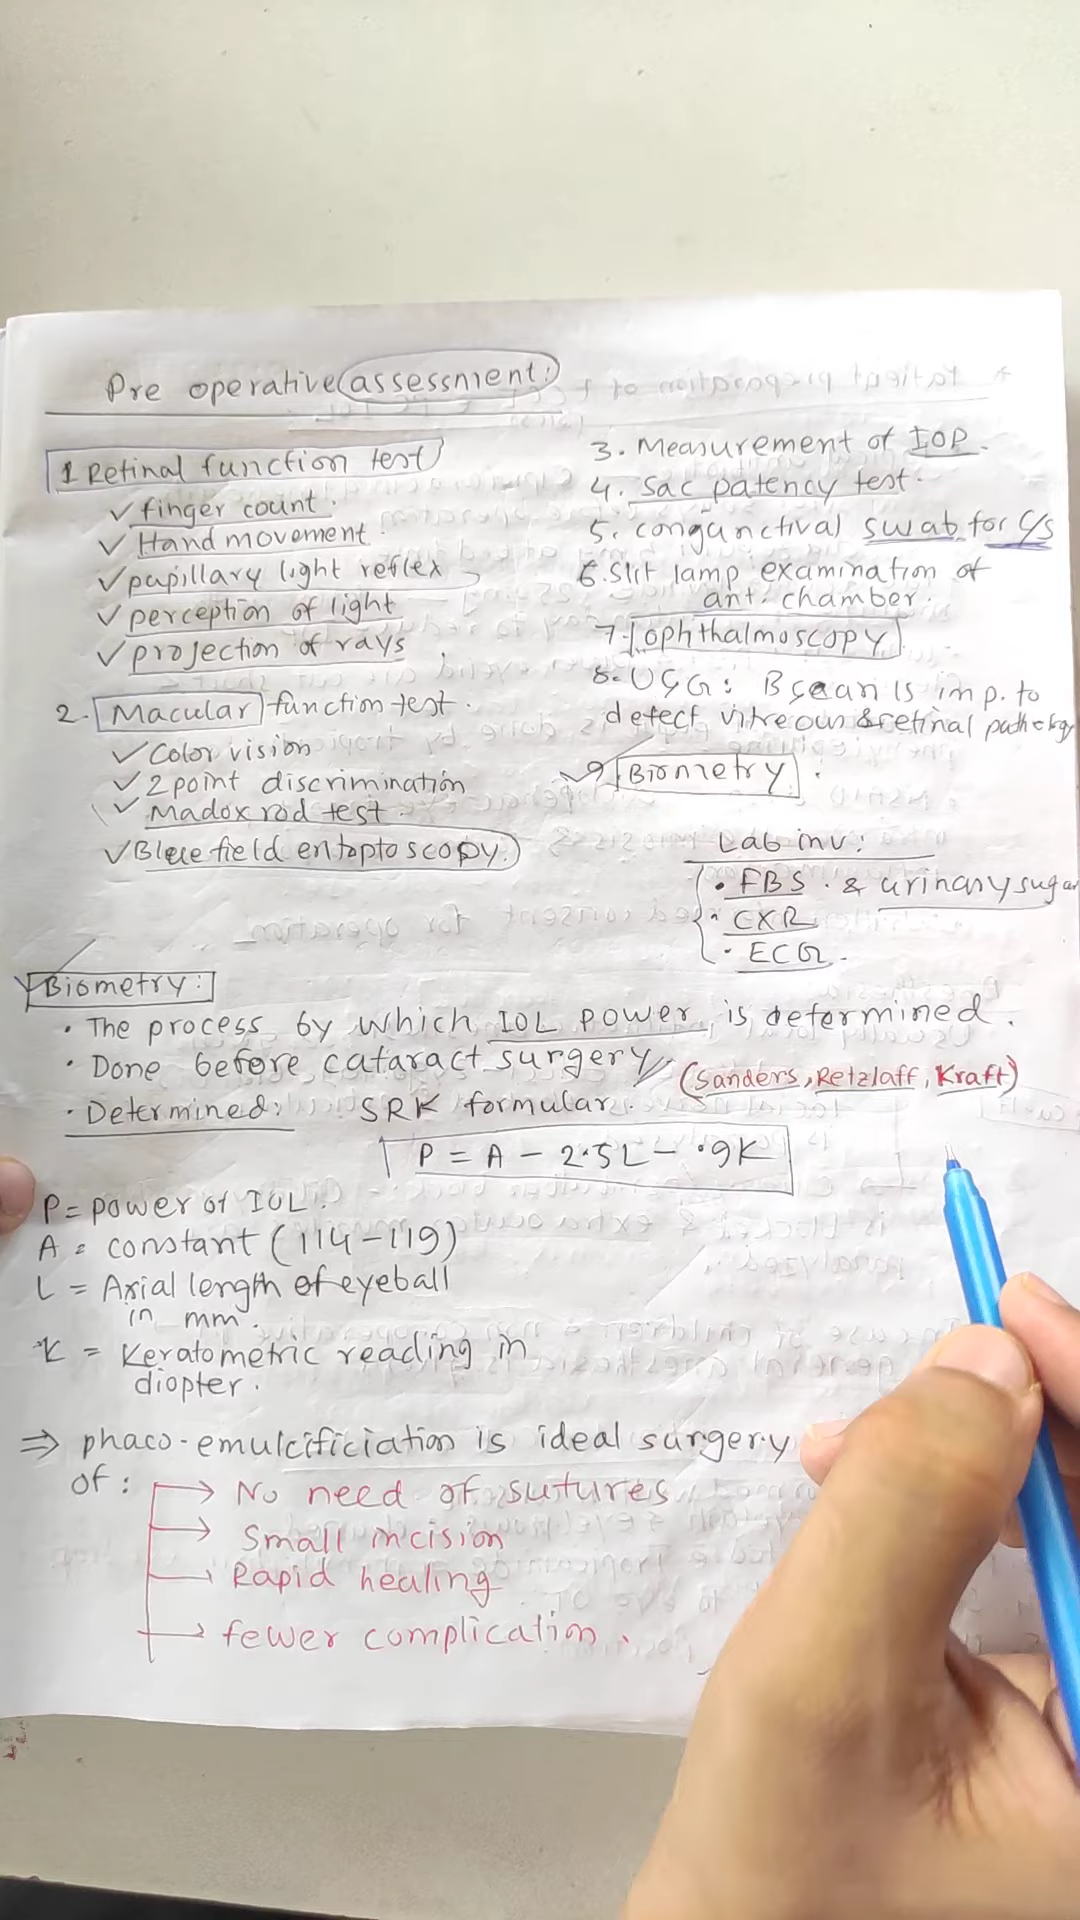 Pre operative assessment:
1 Retinal function test
✓ finger count.
✓ Hand movement.
✓ papillary light reflex
✓ perception of light
✓ projection of rays
2. Macular function test.
✓ Color vision
✓ 2 point discrimination
✓ Madox rod test.
✓ Blue field entoptoscopy.
3. Measurement of IOP.
4. Sac patency test.
5. congunctival swab for C/S
6. Slit lamp examination of
ant. chamber.
7. ophthalmoscopy
8. USG: B scan is imp. to
detect vitreous & retinal pathology
9 Biometry.
Lab inv:
• FBS. & urinary sugar
• CXR
• ECG.
Biometry:
• The process by which IOL power is determined.
• Done before cataract surgery
(Sanders, Retzlaff, Kraft)
• Determined: SRK formular.
P = A - 2.5L - .9K
P = power of IOL.
A = constant (114-119)
L = Axial length of eyeball
in mm.
K = Keratometric reading in
diopter.
⇒ phaco-emulcificiation is ideal surgery
of:
→ No need of sutures
→ Small incision
→ Rapid healing
→ fewer complication.